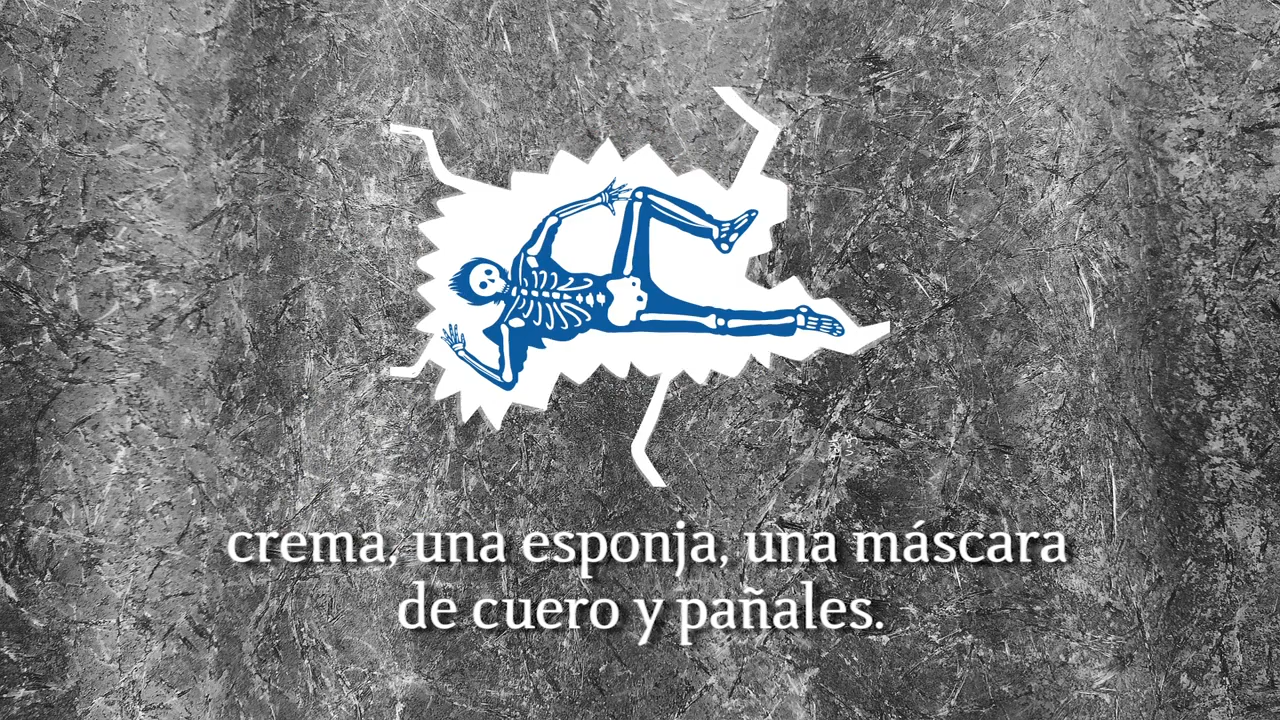 crema, una esponja, una máscara
de cuero y pañales.